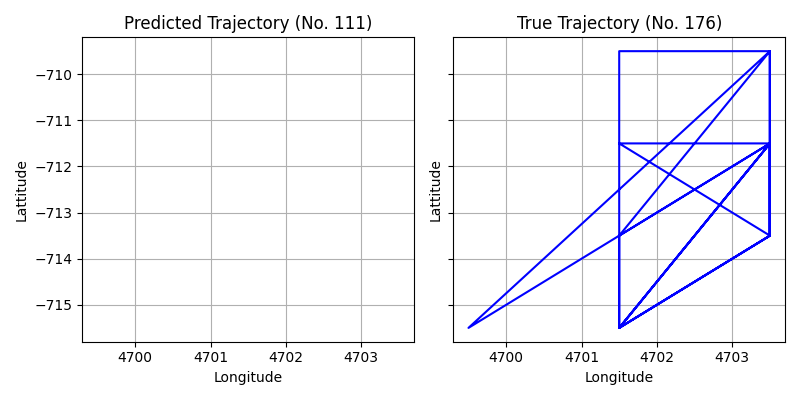 Predicted Trajectory (No. 111)
True Trajectory (No. 176)
−710
−711
−712
−713
−714
−715
Lattitude
Lattitude
4700 4701 4702 4703
4700 4701 4702 4703
Longitude
Longitude